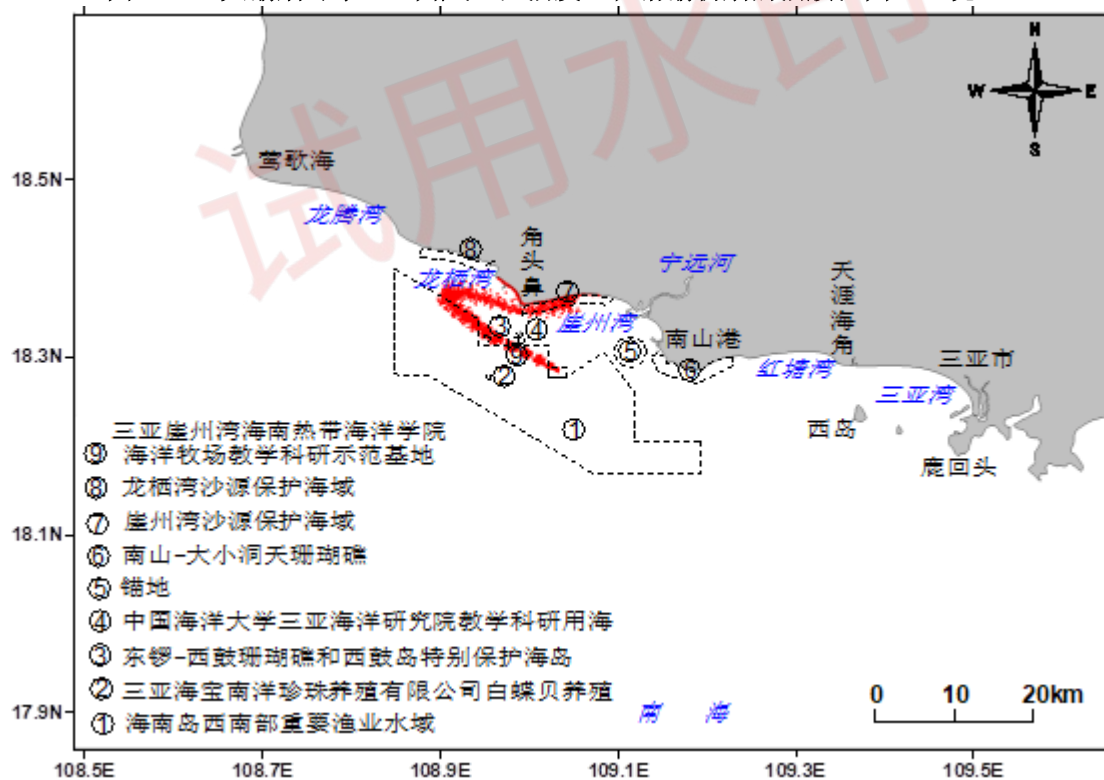 试用水印
N
W E
S
18.5N
18.3N
18.1N
17.9N
莺歌海
龙腾湾
角头鼻
宁远河
天涯海角
⑧
龙栖湾
⑦
③ ④
崖州湾
⑤
南山港
⑥
红塘湾
三亚市
三亚湾
②
①
西岛
鹿回头
三亚崖州湾海南热带海洋学院
⑨ 海洋牧场教学科研示范基地
⑧ 龙栖湾沙源保护海域
⑦ 崖州湾沙源保护海域
⑥ 南山-大小洞天珊瑚礁
⑤ 锚地
④ 中国海洋大学三亚海洋研究院教学科研用海
③ 东锣-西鼓珊瑚礁和西鼓岛特别保护海岛
② 三亚海宝南洋珍珠养殖有限公司白蝶贝养殖
① 海南岛西南部重要渔业水域
南 海
0 10 20km
108.5E 108.7E 108.9E 109.1E 109.3E 109.5E